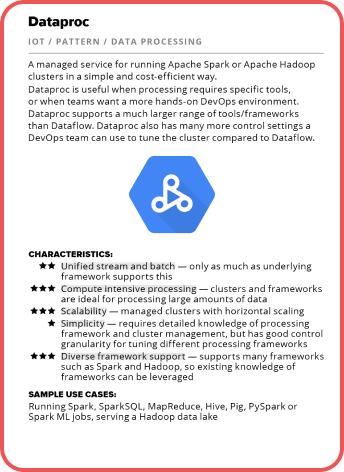 Dataproc
IOT / PATTERN / DATA PROCESSING
A managed service for running Apache Spark or Apache Hadoop
clusters in a simple and cost-efficient way.
Dataproc is useful when processing requires specific tools,
or when teams want a more hands-on DevOps environment.
Dataproc supports a much larger range of tools/frameworks
than Dataflow. Dataproc also has many more control settings a
DevOps team can use to tune the cluster compared to Dataflow.
CHARACTERISTICS:
★★ Unified stream and batch — only as much as underlying
framework supports this
★★★ Compute intensive processing — clusters and frameworks
are ideal for processing large amounts of data
★★★ Scalability — managed clusters with horizontal scaling
★ Simplicity — requires detailed knowledge of processing
framework and cluster management, but has good control
granularity for tuning different processing frameworks
★★★ Diverse framework support — supports many frameworks
such as Spark and Hadoop, so existing knowledge of
frameworks can be leveraged
SAMPLE USE CASES:
Running Spark, SparkSQL, MapReduce, Hive, Pig, PySpark or
Spark ML jobs, serving a Hadoop data lake